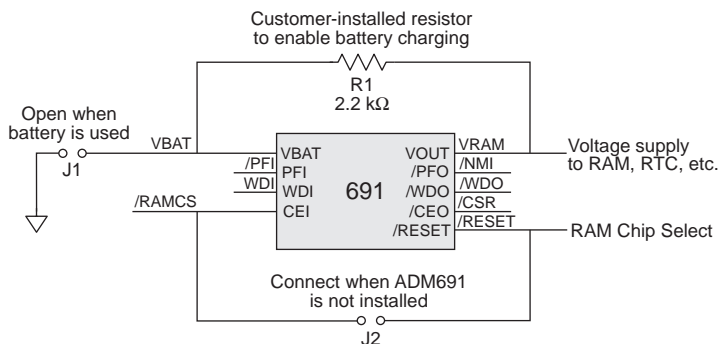 Customer-installed resistor
to enable battery charging
R1
2.2 kΩ
Open when
battery is used
J1
VBAT
/PFI
WDI
/RAMCS
VBAT
PFI
WDI
CEI
691
VOUT
/PFO
/WDO
/CEO
/RESET
VRAM
/NMI
/WDO
/CSR
/RESET
Voltage supply
to RAM, RTC, etc.
RAM Chip Select
Connect when ADM691
is not installed
J2